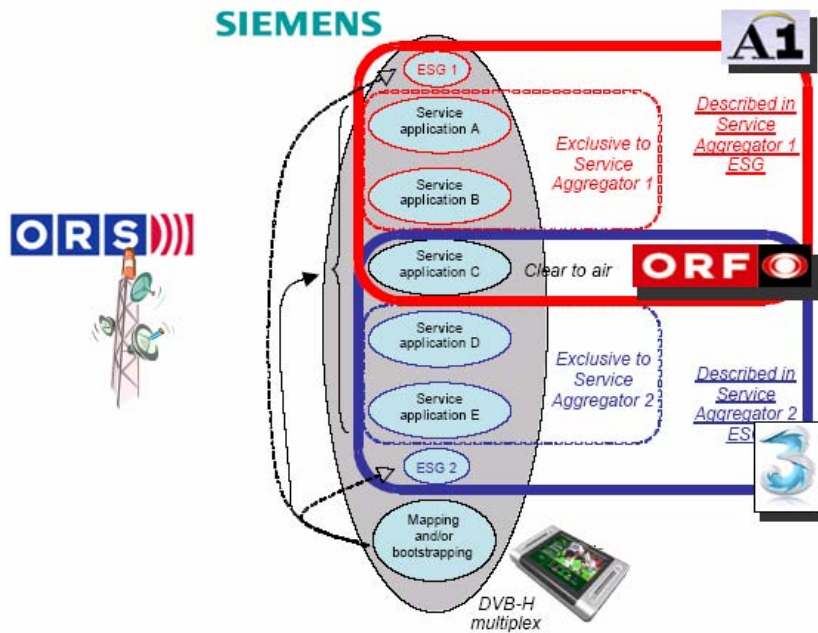 SIEMENS
A1
ESG 1
Service
application A
Service
application B
Exclusive to
Service
Aggregator 1
Described in
Service
Aggregator 1
ESG
ORS
Service
application C
Clear to air
ORF
Service
application D
Service
application E
Exclusive to
Service
Aggregator 2
Described in
Service
Aggregator 2
ES
3
ESG 2
Mapping
and/or
bootstrapping
DVB-H
multiplex